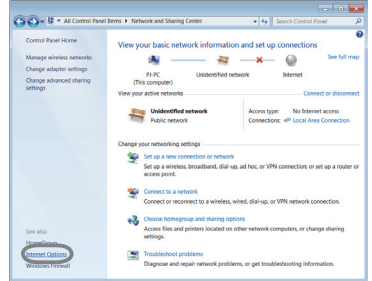 All Control Panel Items ▸ Network and Sharing Center
Search Control Panel
Control Panel Home
Manage wireless networks
Change adapter settings
Change advanced sharing
settings
See also
HomeGroup
Internet Options
Windows Firewall
View your basic network information and set up connections
See full map
PJ-PC
(This computer)
Unidentified network
Internet
View your active networks
Connect or disconnect
Unidentified network
Public network
Access type: No Internet access
Connections: Local Area Connection
Change your networking settings
Set up a new connection or network
Set up a wireless, broadband, dial-up, ad hoc, or VPN connection; or set up a router or
access point.
Connect to a network
Connect or reconnect to a wireless, wired, dial-up, or VPN network connection.
Choose homegroup and sharing options
Access files and printers located on other network computers, or change sharing
settings.
Troubleshoot problems
Diagnose and repair network problems, or get troubleshooting information.